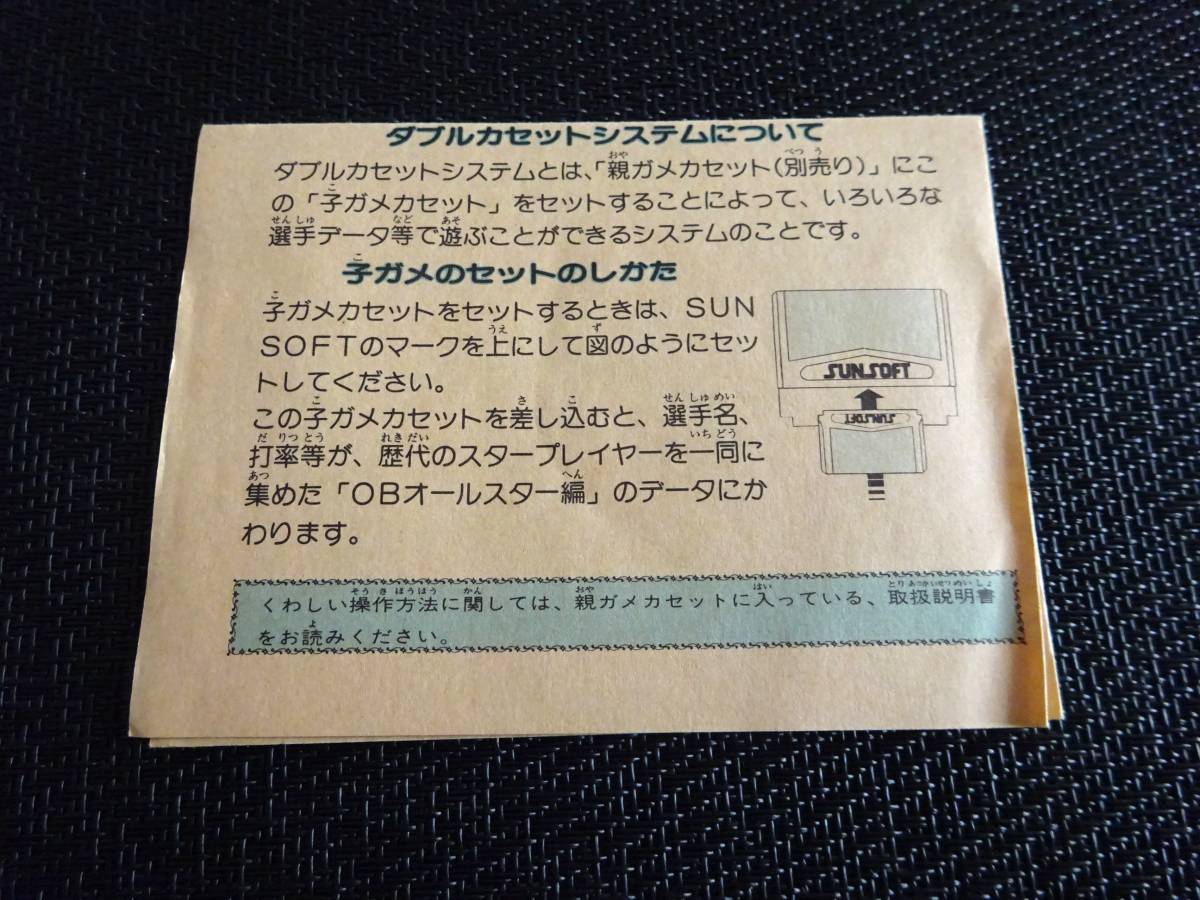 ダブルカセットシステムについて
ダブルカセットシステムとは、「親ガメカセット(別売り)」にこ
の「子ガメカセット」をセットすることによって、いろいろな
選手データ等で遊ぶことができるシステムのことです。
子ガメのセットのしかた
子ガメカセットをセットするときは、SUN
SOFTのマークを上にして図のようにセッ
トしてください。
この子ガメカセットを差し込むと、選手名、
打率等が、歴代のスタープレイヤーを一同に
集めた「OBオールスター編」のデータにか
わります。
SUNSOFT
SUNSOFT
くわしい操作方法に関しては、親ガメカセットに入っている、取扱説明書
をお読みください。